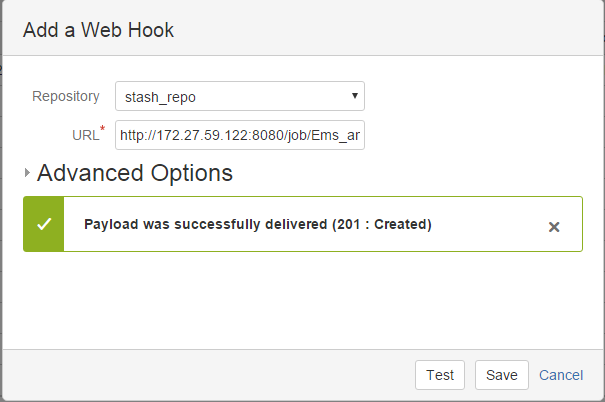 Add a Web Hook
Repository stash_repo
URL* http://172.27.59.122:8080/job/Ems_ar
Advanced Options
Payload was successfully delivered (201 : Created)
Test Save Cancel